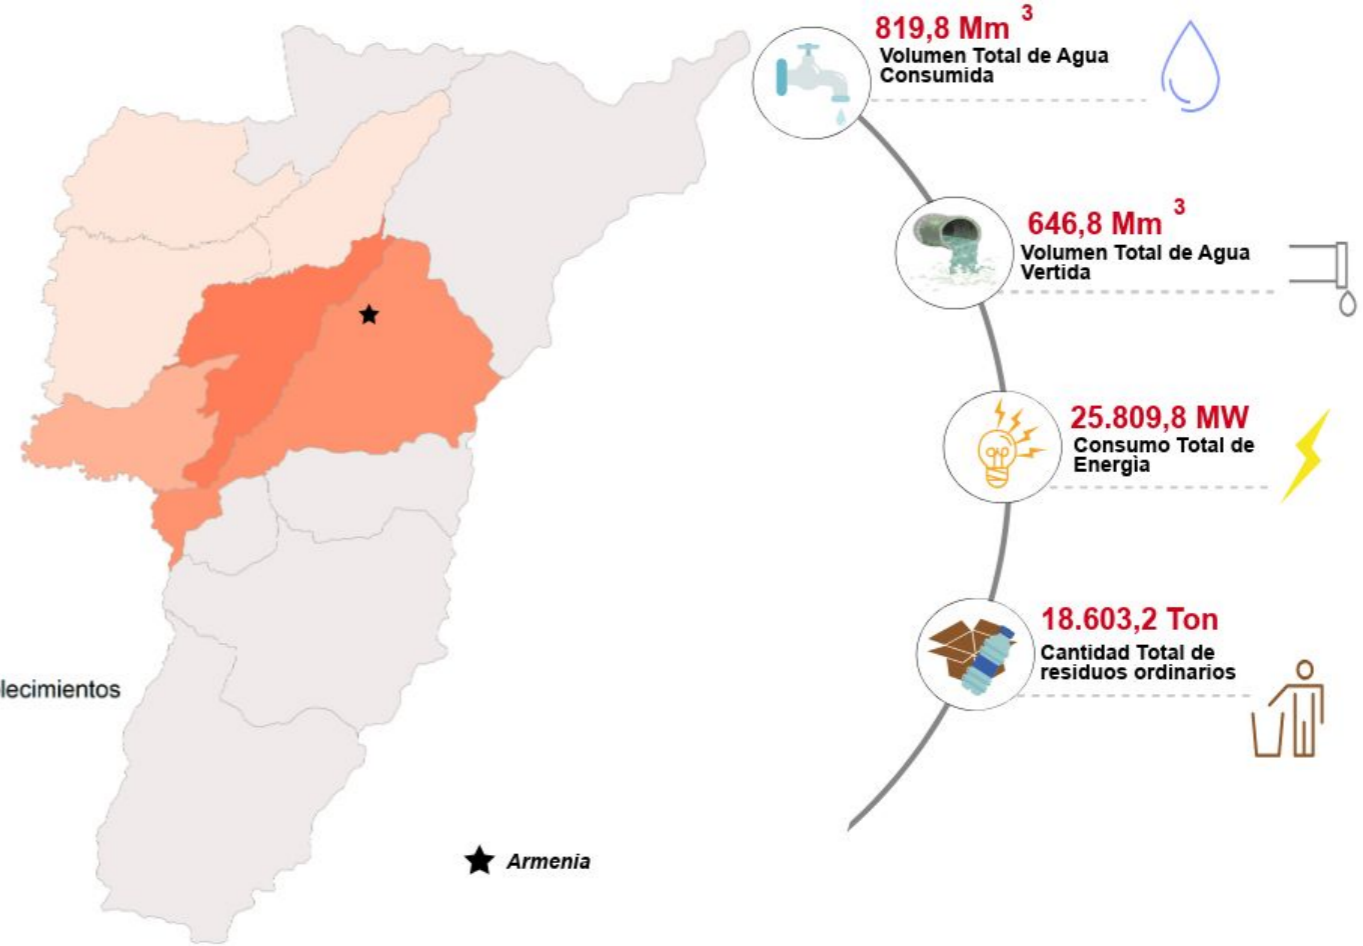 819,8 Mm 3
Volumen Total de Agua
Consumida
646,8 Mm 3
Volumen Total de Agua
Vertida
25.809,8 MW
Consumo Total de
Energìa
18.603,2 Ton
Cantidad Total de
residuos ordinarios
lecimientos
Armenia